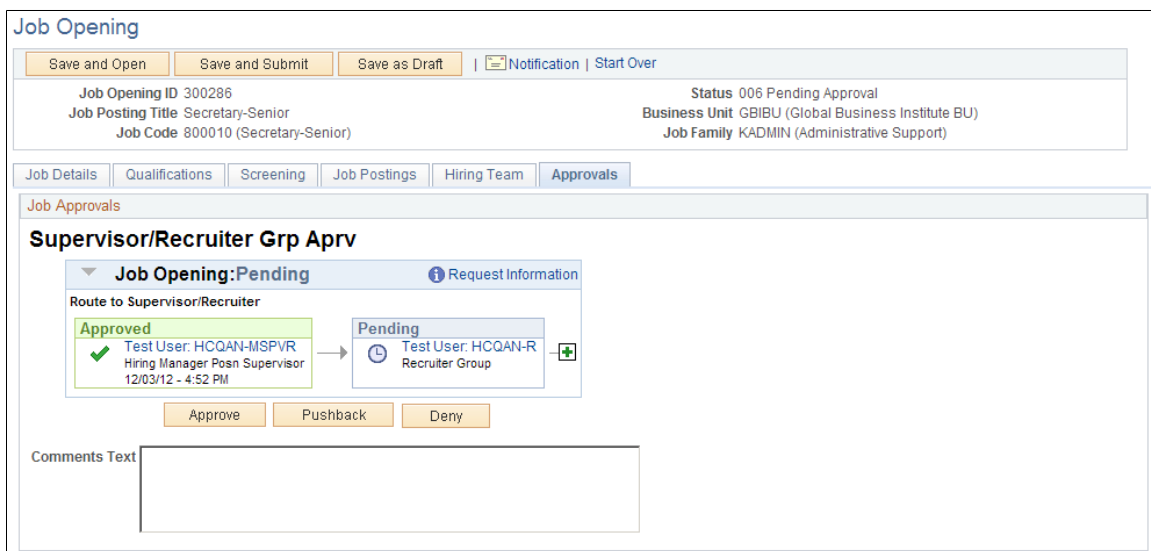 Job Opening
Save and Open Save and Submit Save as Draft | Notification | Start Over
Job Opening ID 300286 Status 006 Pending Approval
Job Posting Title Secretary-Senior Business Unit GBIBU (Global Business Institute BU)
Job Code 800010 (Secretary-Senior) Job Family KADMIN (Administrative Support)
Job Details Qualifications Screening Job Postings Hiring Team Approvals
Job Approvals
Supervisor/Recruiter Grp Aprv
Job Opening:Pending Request Information
Route to Supervisor/Recruiter
Approved Pending
Test User: HCQAN-MSPVR Test User: HCQAN-R
Hiring Manager Posn Supervisor Recruiter Group
12/03/12 - 4:52 PM
Approve Pushback Deny
Comments Text